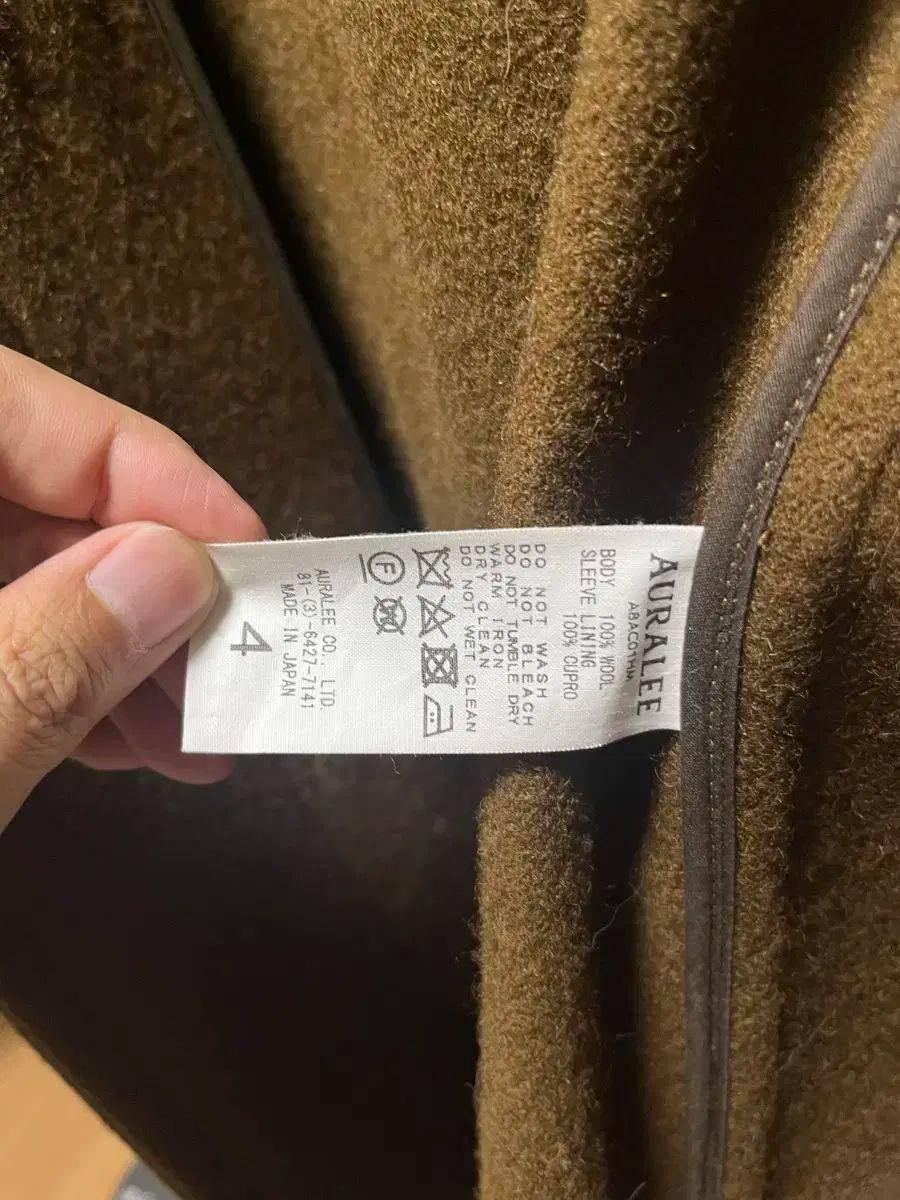 AURALEE
A8AC01HM
BODY 100% WOOL
SLEEVE LINING
100% CUPRO
DO NOT WASH
DO NOT BLEACH
DO NOT TUMBLE DRY
WARM IRON
DRY CLEAN
DO NOT WET CLEAN
F
W
AURALEE CO., LTD.
81-(3)-6427-7141
MADE IN JAPAN
4